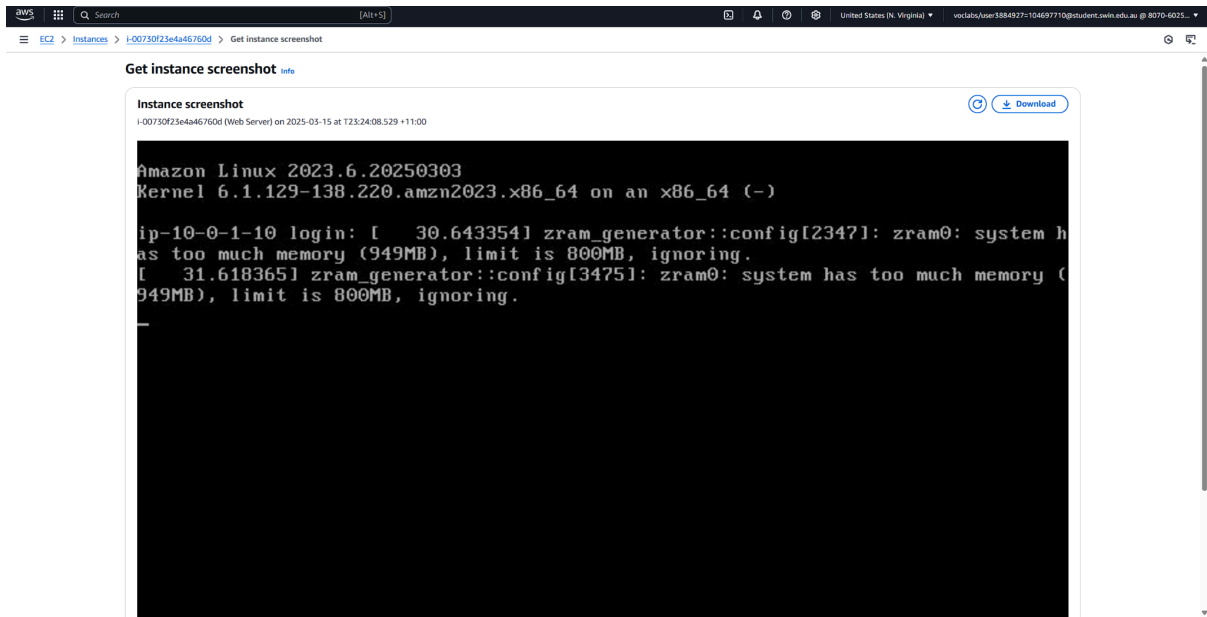 aws
Search [Alt+S]
United States (N. Virginia)
voclabs/user3884927=104697710@student.swin.edu.au @ 8070-6025...
EC2 > Instances > i-00730f23e4a46760d > Get instance screenshot
Get instance screenshot Info
Instance screenshot
Download
i-00730f23e4a46760d (Web Server) on 2025-03-15 at T23:24:08.529 +11:00
Amazon Linux 2023.6.20250303
Kernel 6.1.129-138.220.amzn2023.x86_64 on an x86_64 (-)
ip-10-0-1-10 login: [   30.643354] zram_generator::config[2347]: zram0: system h
as too much memory (949MB), limit is 800MB, ignoring.
[   31.618365] zram_generator::config[3475]: zram0: system has too much memory (
949MB), limit is 800MB, ignoring.